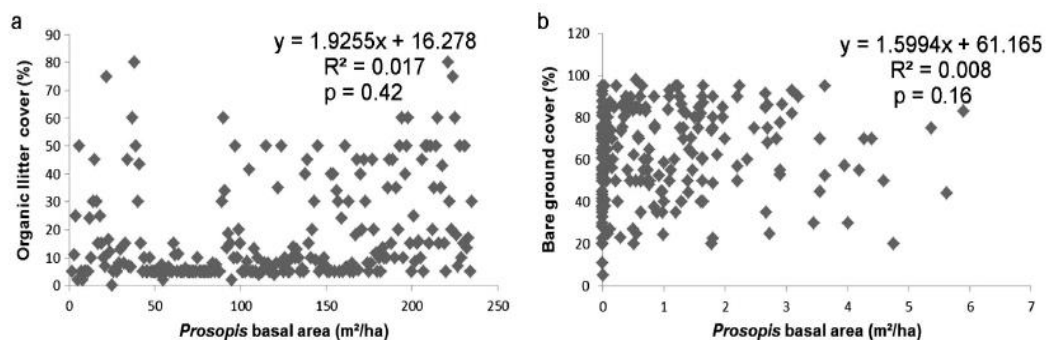 a
y = 1.9255x + 16.278
R² = 0.017
p = 0.42
Organic llitter cover (%)
90
80
70
60
50
40
30
20
10
0
0 50 100 150 200 250
Prosopis basal area (m²/ha)
b
y = 1.5994x + 61.165
R² = 0.008
p = 0.16
Bare ground cover (%)
120
100
80
60
40
20
0
0 1 2 3 4 5 6 7
Prosopis basal area (m²/ha)